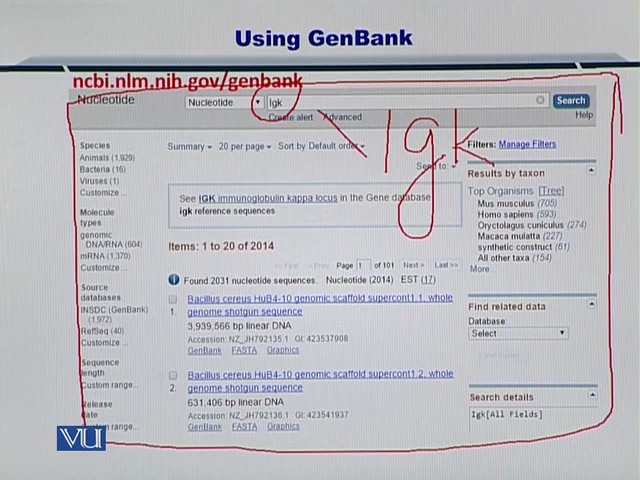 Using GenBank
ncbi.nlm.nih.gov/genbank
Nucleotide
Nucleotide
Igk
Search
Create alert
Advanced
Help
Igk
Species
Animals (1,929)
Bacteria (16)
Viruses (1)
Customize ...
Molecule
types
genomic
DNA/RNA (604)
mRNA (1,370)
Customize ...
Source
databases
INSDC (GenBank)
(1,972)
RefSeq (40)
Customize ...
Sequence
length
Custom range...
Release
date
range...
Summary
20 per page
Sort by Default order
Send to:
See IGK immunoglobulin kappa locus in the Gene database
igk reference sequences
Items: 1 to 20 of 2014
<< First < Prev Page 1 of 101 Next > Last >>
Found 2031 nucleotide sequences. Nucleotide (2014) EST (17)
Bacillus cereus HuB4-10 genomic scaffold supercont1.1, whole
1. genome shotgun sequence
3,939,566 bp linear DNA
Accession: NZ_JH792135.1 GI: 423537908
GenBank FASTA Graphics
Bacillus cereus HuB4-10 genomic scaffold supercont1.2, whole
2. genome shotgun sequence
631,406 bp linear DNA
Accession: NZ_JH792136.1 GI: 423541937
GenBank FASTA Graphics
Filters: Manage Filters
Results by taxon
Top Organisms [Tree]
Mus musculus (705)
Homo sapiens (593)
Oryctolagus cuniculus (274)
Macaca mulatta (227)
synthetic construct (61)
All other taxa (154)
More...
Find related data
Database:
Select
Find items
Search details
Igk[All Fields]
VU